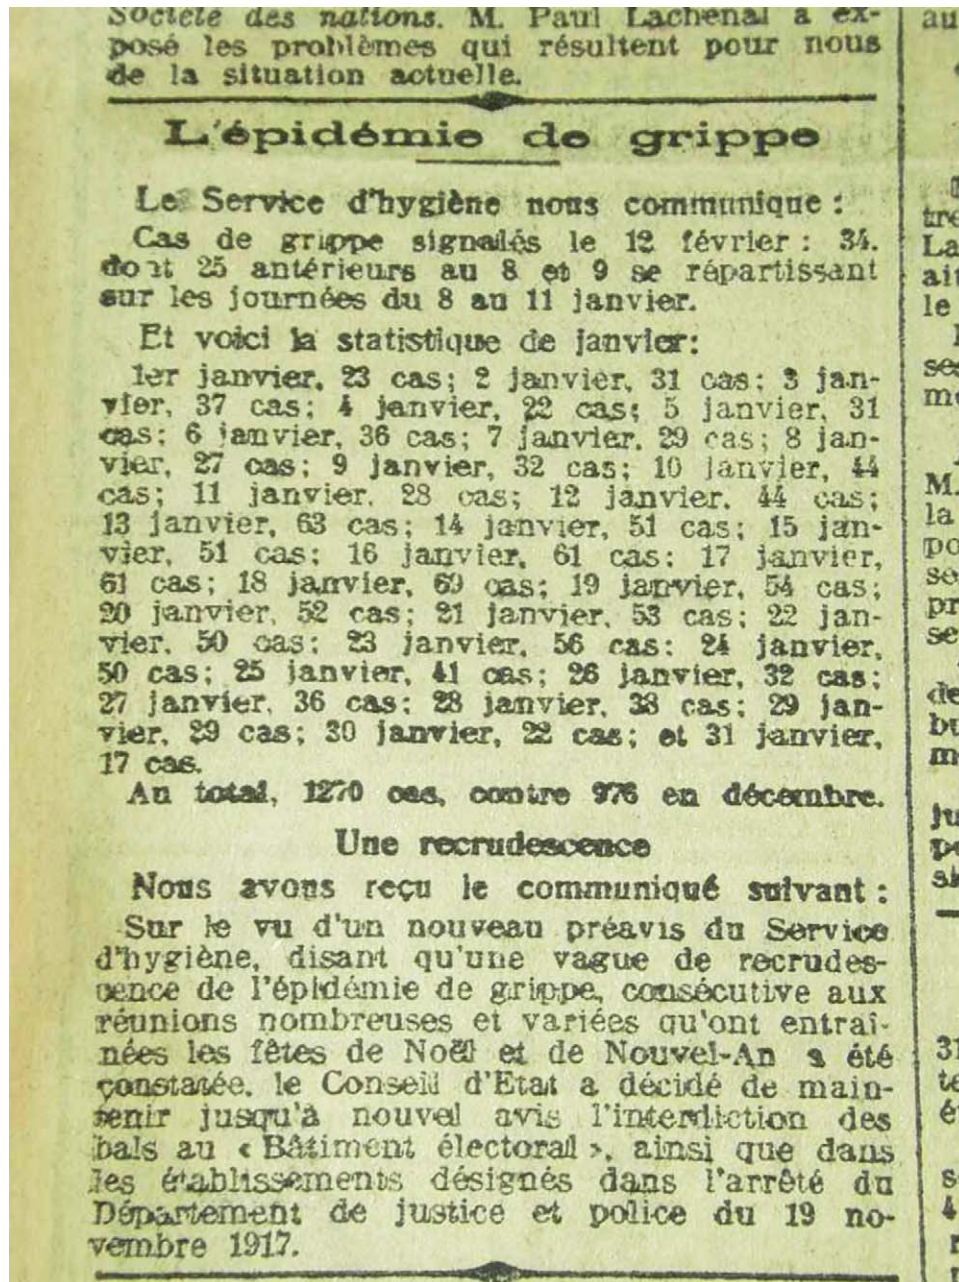 Société des nations. M. Paul Lachenal a ex-
posé les problèmes qui résultent pour nous
de la situation actuelle.
L'épidémie de grippe
Le Service d'hygiène nous communique :
Cas de grippe signalés le 12 février : 34.
dont 25 antérieurs au 8 et 9 se répartissant
sur les journées du 8 au 11 janvier.
Et voici la statistique de janvier:
1er janvier, 23 cas; 2 janvier, 31 cas; 3 jan-
vier, 37 cas; 4 janvier, 22 cas; 5 janvier, 31
cas; 6 janvier, 36 cas; 7 janvier, 29 cas; 8 jan-
vier, 27 cas; 9 janvier, 32 cas; 10 janvier, 44
cas; 11 janvier, 28 cas; 12 janvier, 44 cas;
13 janvier, 63 cas; 14 janvier, 51 cas; 15 jan-
vier, 51 cas; 16 janvier, 61 cas; 17 janvier,
61 cas; 18 janvier, 69 cas; 19 janvier, 54 cas;
20 janvier, 52 cas; 21 janvier, 53 cas; 22 jan-
vier, 50 cas; 23 janvier, 56 cas; 24 janvier,
50 cas; 25 janvier, 41 cas; 26 janvier, 32 cas;
27 janvier, 36 cas; 28 janvier, 38 cas; 29 jan-
vier, 29 cas; 30 janvier, 22 cas; et 31 janvier,
17 cas.
Au total, 1270 cas, contre 976 en décembre.
Une recrudescence
Nous avons reçu le communiqué suivant :
Sur le vu d'un nouveau préavis du Service
d'hygiène, disant qu'une vague de recrudes-
cence de l'épidémie de grippe, consécutive aux
réunions nombreuses et variées qu'ont entraî-
nées les fêtes de Noël et de Nouvel-An a été
constatée, le Conseil d'Etat a décidé de main-
tenir jusqu'à nouvel avis l'interdiction des
bals au « Bâtiment électoral », ainsi que dans
les établissements désignés dans l'arrêté du
Département de justice et police du 19 no-
vembre 1917.